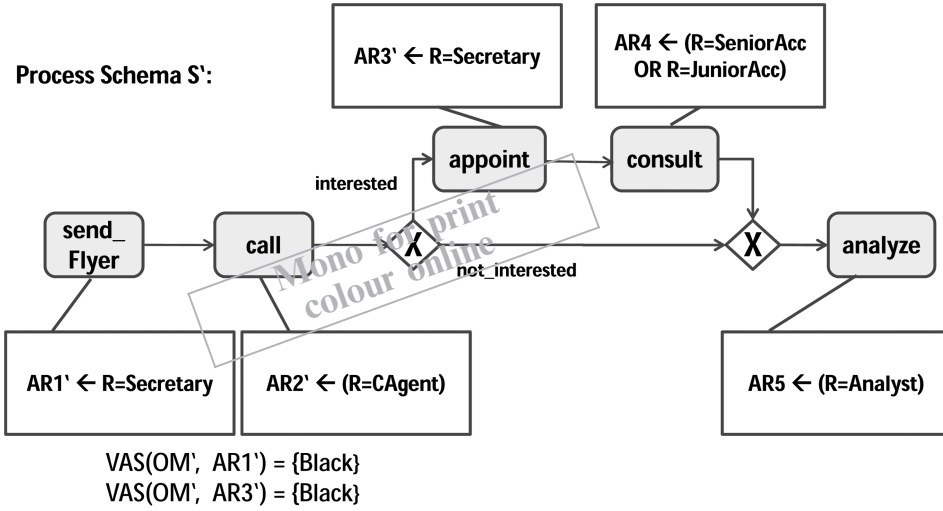 Process Schema S‘:
AR3‘ ← R=Secretary
AR4 ← (R=SeniorAcc
OR R=JuniorAcc)
appoint
consult
interested
send_
Flyer
call
X
X
analyze
not_interested
Mono for print
colour online
AR1‘ ← R=Secretary
AR2‘ ← (R=CAgent)
AR5 ← (R=Analyst)
VAS(OM‘, AR1‘) = {Black}
VAS(OM‘, AR3‘) = {Black}